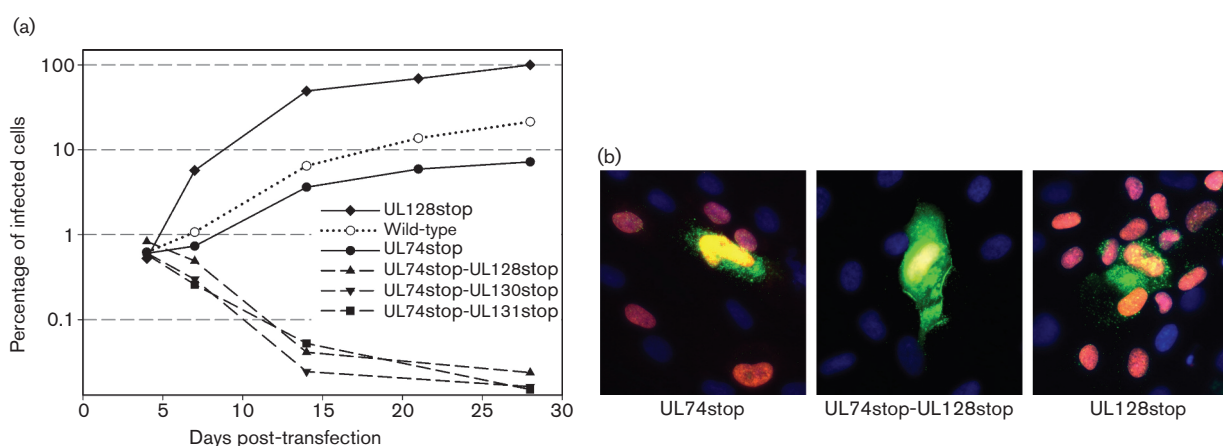 (a)
Percentage of infected cells
100
10
1
0.1
UL128stop
Wild-type
UL74stop
UL74stop-UL128stop
UL74stop-UL130stop
UL74stop-UL131stop
0 5 10 15 20 25 30
Days post-transfection
(b)
UL74stop UL74stop-UL128stop UL128stop